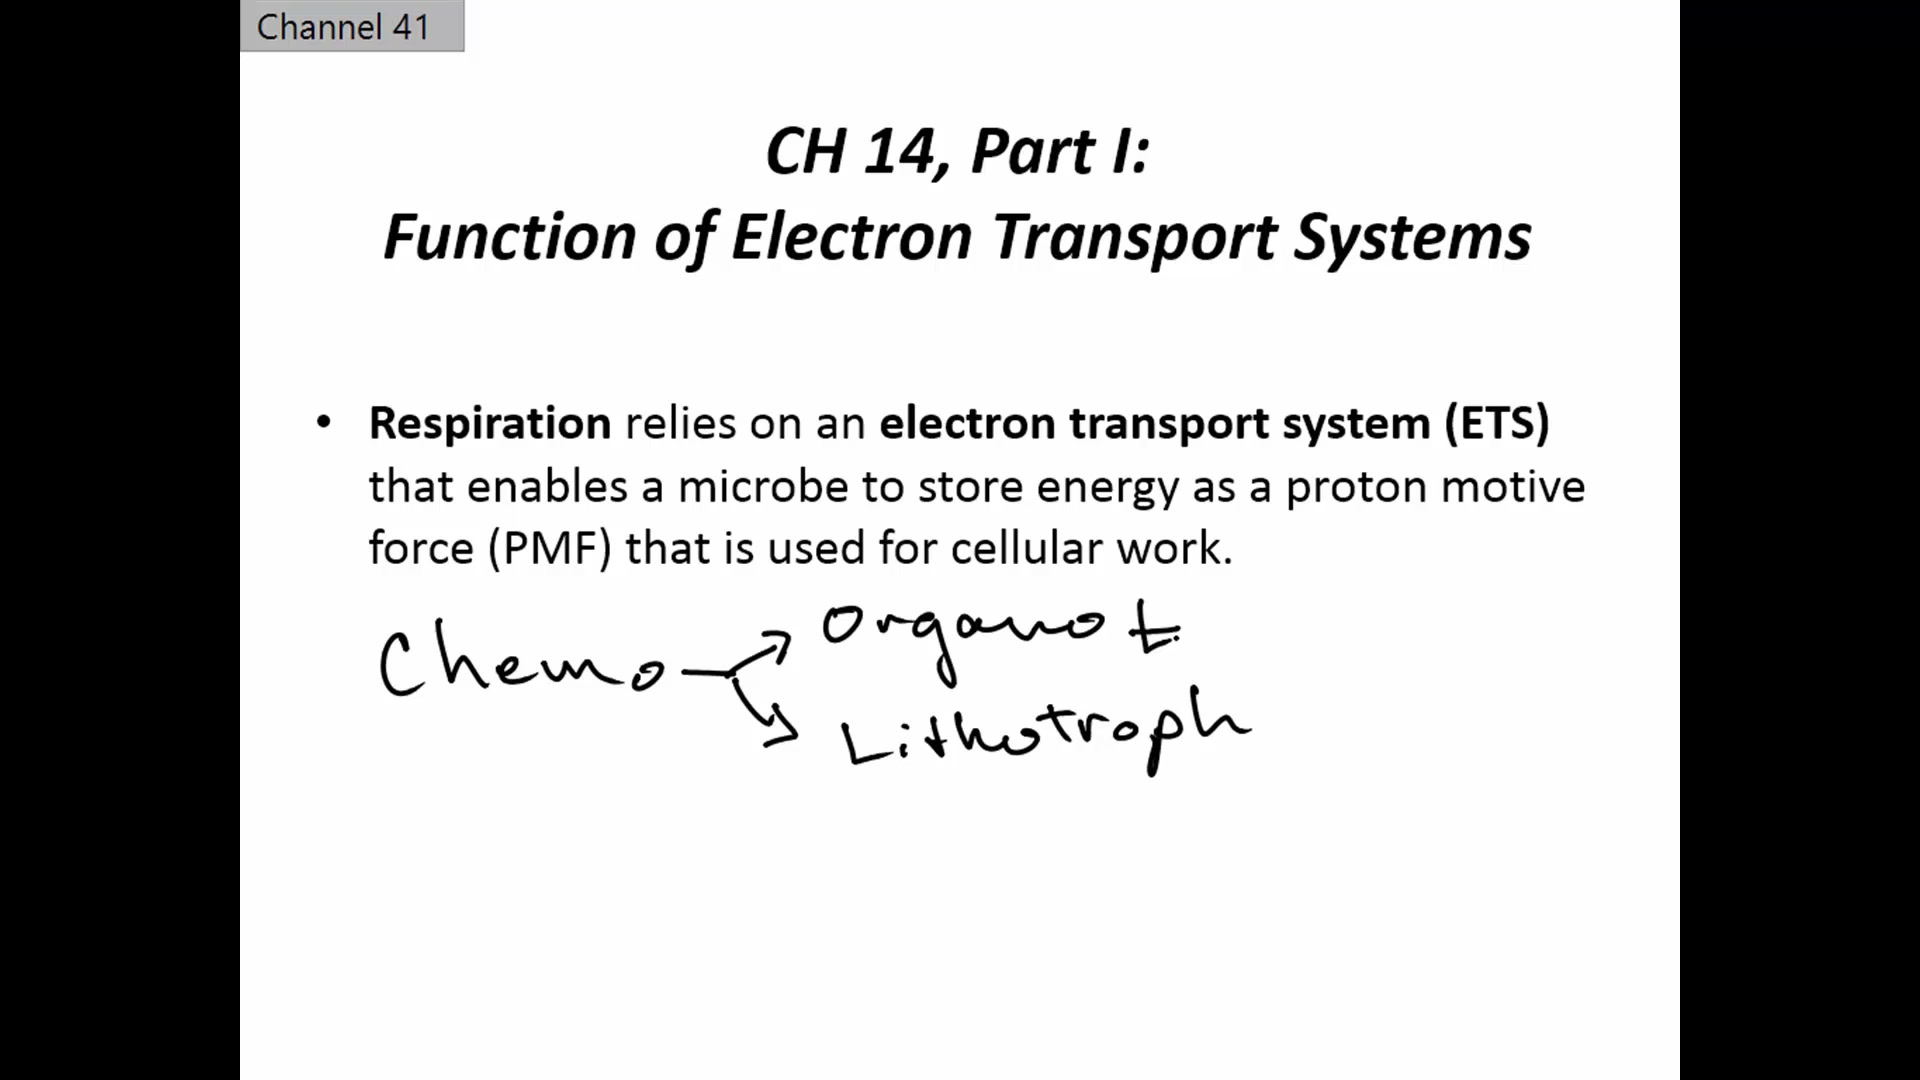 Channel 41
CH 14, Part I:
Function of Electron Transport Systems
• Respiration relies on an electron transport system (ETS)
that enables a microbe to store energy as a proton motive
force (PMF) that is used for cellular work.
Chemo
Organo t
Lithotroph